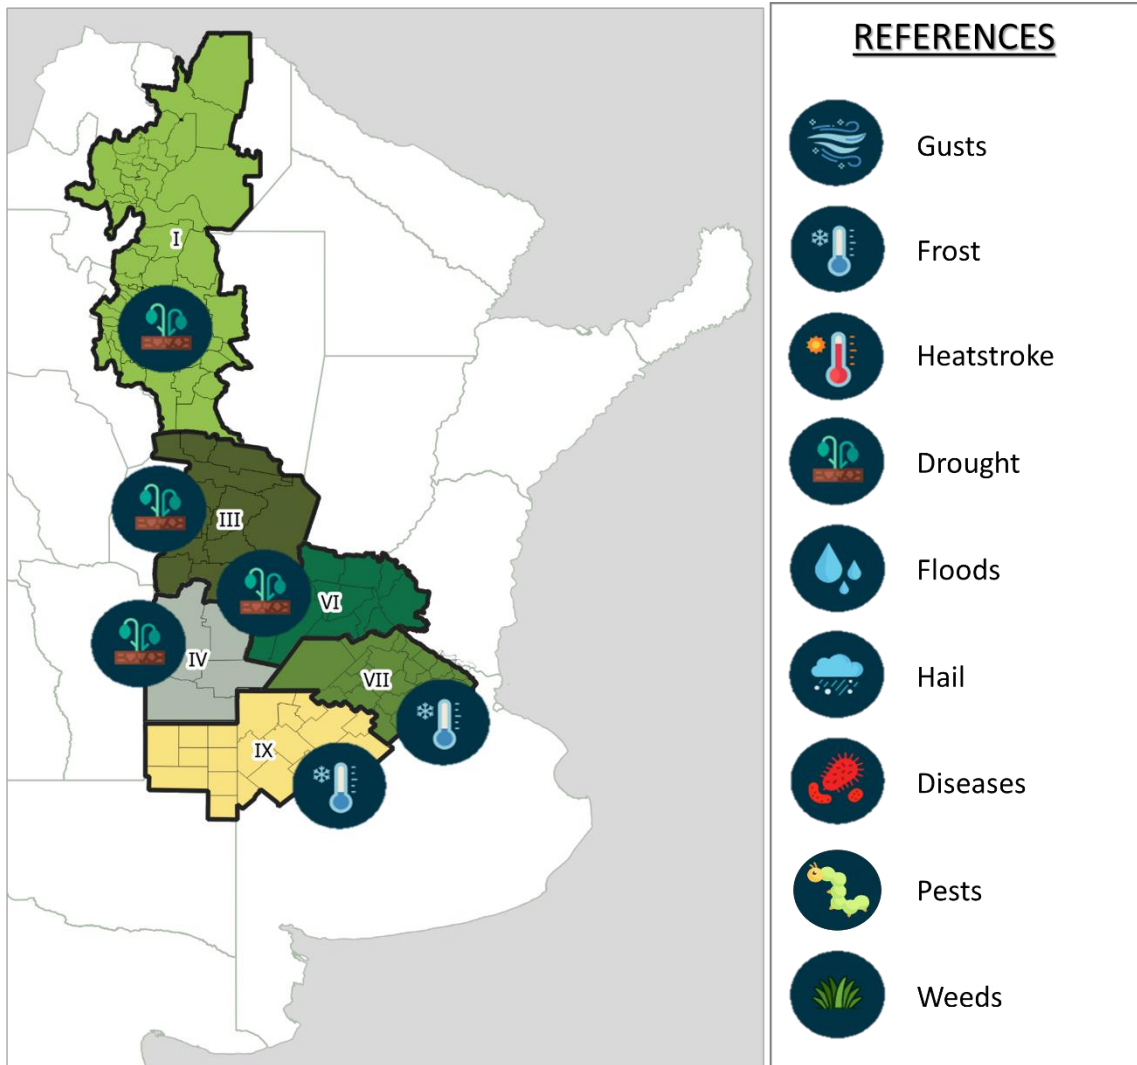 REFERENCES
Gusts
Frost
Heatstroke
Drought
Floods
Hail
Diseases
Pests
Weeds
I
III
VI
IV
VII
IX